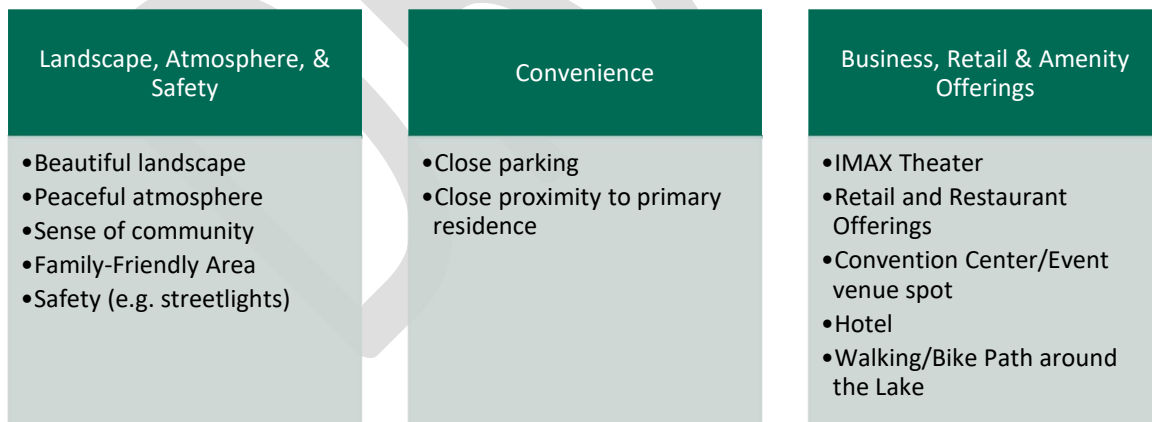 Landscape, Atmosphere, &
Safety
•Beautiful landscape
•Peaceful atmosphere
•Sense of community
•Family-Friendly Area
•Safety (e.g. streetlights)
Convenience
•Close parking
•Close proximity to primary
residence
Business, Retail & Amenity
Offerings
•IMAX Theater
•Retail and Restaurant
Offerings
•Convention Center/Event
venue spot
•Hotel
•Walking/Bike Path around
the Lake